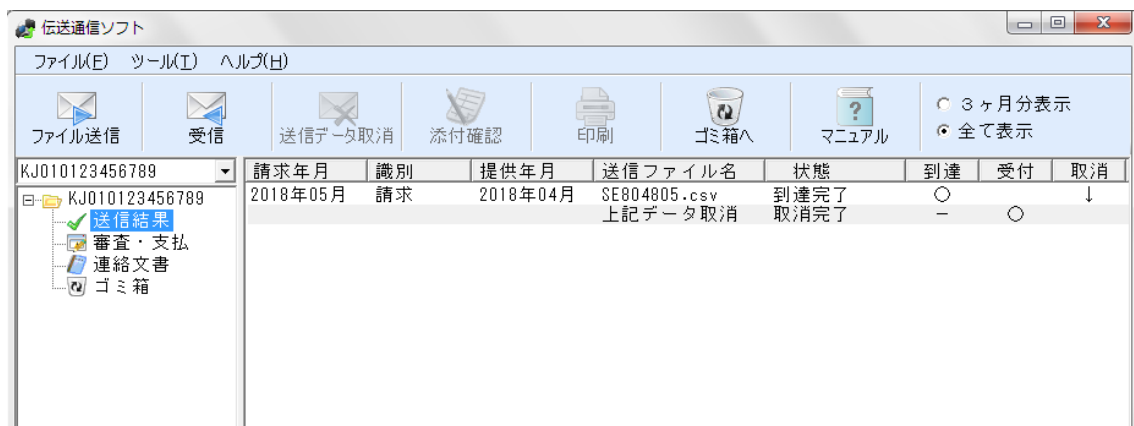 伝送通信ソフト
ファイル(F) ツール(T) ヘルプ(H)
ファイル送信 受信 送信データ取消 添付確認 印刷 ゴミ箱へ マニュアル
３ヶ月分表示
全て表示
KJ010123456789
KJ010123456789
送信結果
審査・支払
連絡文書
ゴミ箱
請求年月 識別 提供年月 送信ファイル名 状態 到達 受付 取消
2018年05月 請求 2018年04月 SE804805.csv 到達完了 ○ ↓
上記データ取消 取消完了 － ○